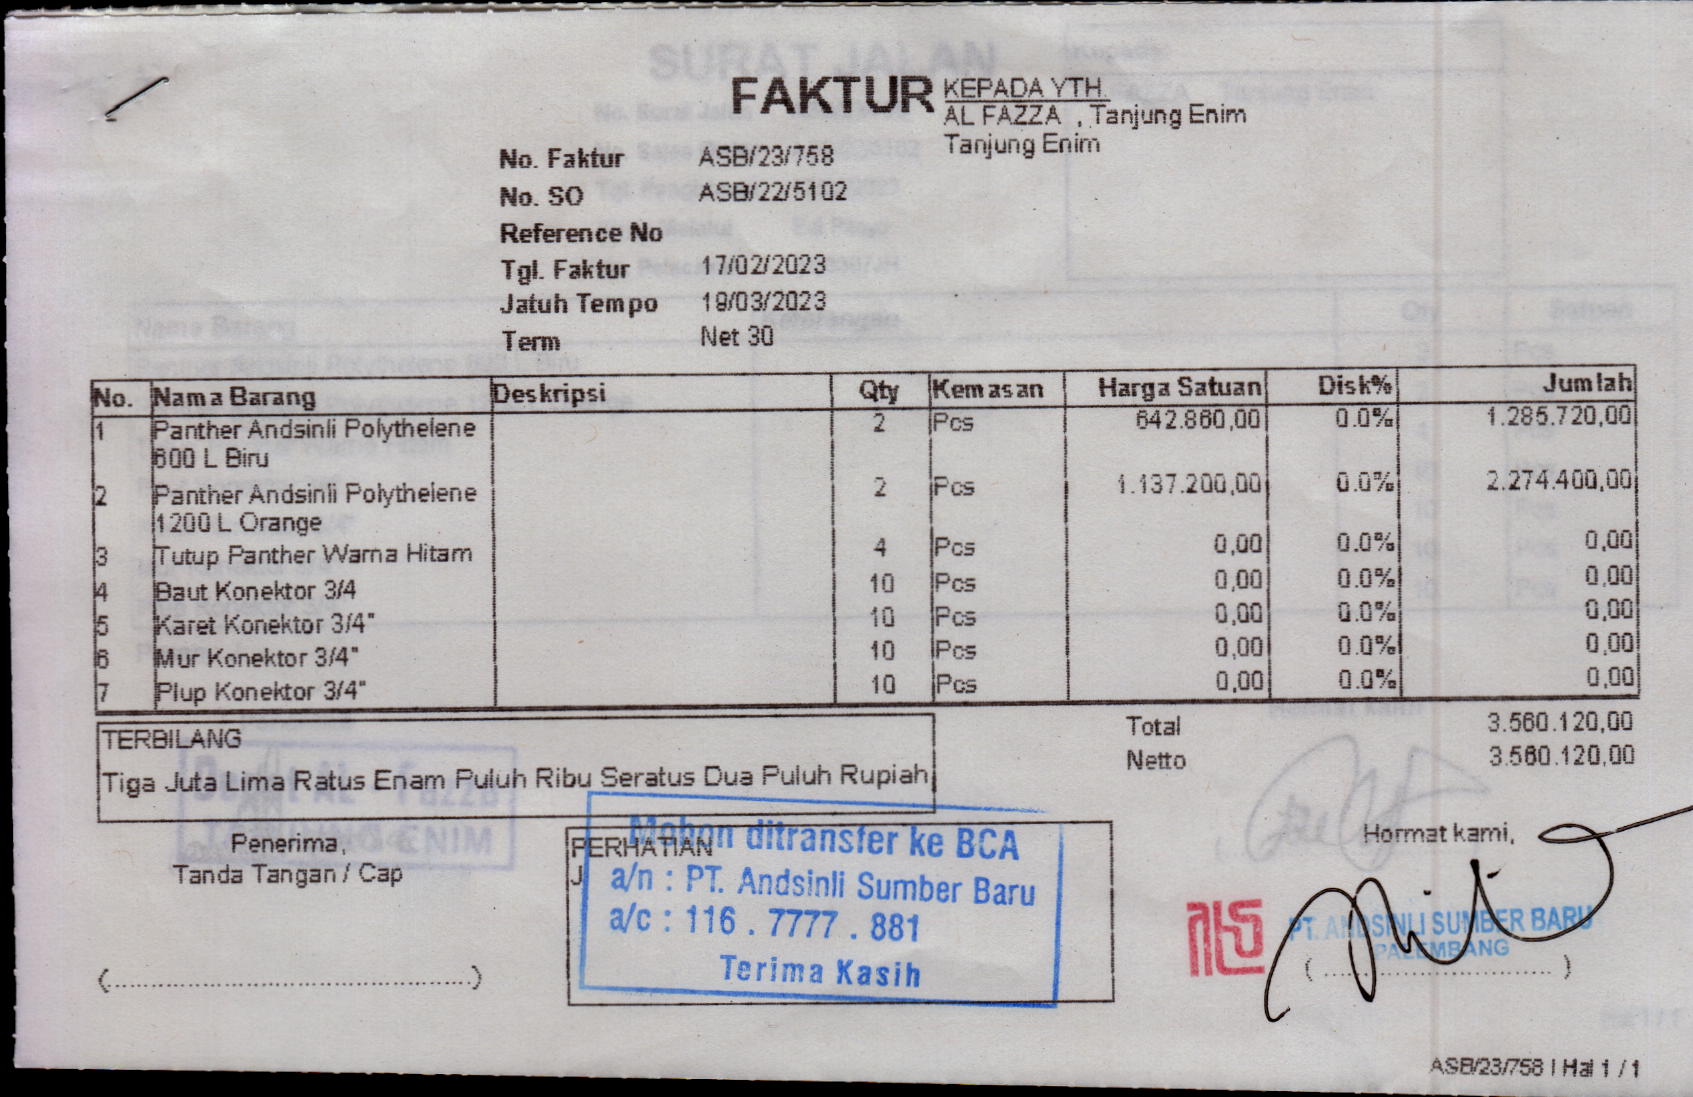 FAKTUR
KEPADA YTH.
AL FAZZA , Tanjung Enim
Tanjung Enim
No. Faktur ASB/23/758
No. SO ASB/22/5102
Reference No
Tgl. Faktur 17/02/2023
Jatuh Tempo 19/03/2023
Term Net 30
No. Nama Barang Deskripsi Qty Kemasan Harga Satuan Disk% Jumlah
1 Panther Andsinli Polythelene 2 Pcs 642.860,00 0.0% 1.285.720,00
600 L Biru
2 Panther Andsinli Polythelene 2 Pcs 1.137.200,00 0.0% 2.274.400,00
1200 L Orange
3 Tutup Panther Warna Hitam 4 Pcs 0,00 0.0% 0,00
4 Baut Konektor 3/4 10 Pcs 0,00 0.0% 0,00
5 Karet Konektor 3/4" 10 Pcs 0,00 0.0% 0,00
6 Mur Konektor 3/4" 10 Pcs 0,00 0.0% 0,00
7 Plup Konektor 3/4" 10 Pcs 0,00 0.0% 0,00
Total 3.560.120,00
Netto 3.560.120,00
TERBILANG
Tiga Juta Lima Ratus Enam Puluh Ribu Seratus Dua Puluh Rupiah
Penerima,
Tanda Tangan / Cap
(..............................................)
PERHATIAN
J
Mohon ditransfer ke BCA
a/n : PT. Andsinli Sumber Baru
a/c : 116 . 7777 . 881
Terima Kasih
Hormat kami,
PT. ANDSINLI SUMBER BARU
PALEMBANG
( .............................. )
ASB/23/758 | Hal 1 / 1